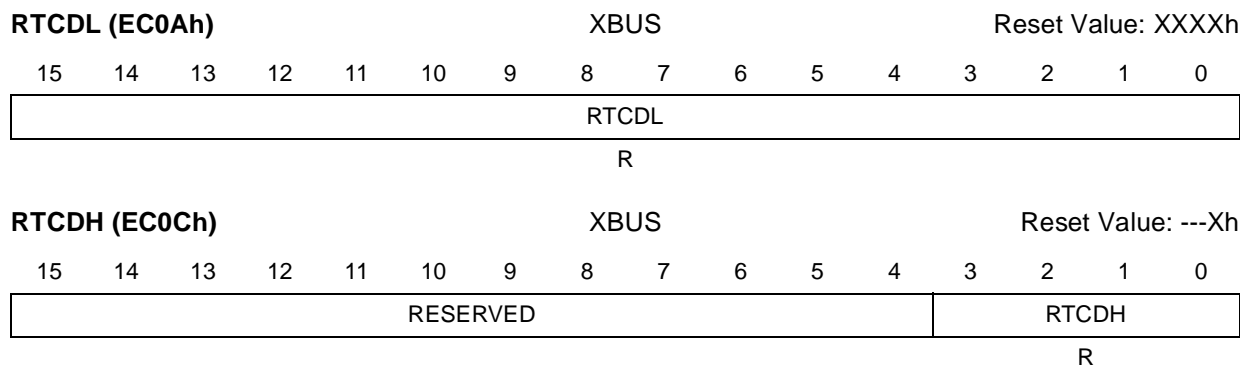 RTCDL (EC0Ah) XBUS Reset Value: XXXXh
15 14 13 12 11 10 9 8 7 6 5 4 3 2 1 0
RTCDL
R
RTCDH (EC0Ch) XBUS Reset Value: ---Xh
15 14 13 12 11 10 9 8 7 6 5 4 3 2 1 0
RESERVED RTCDH
R